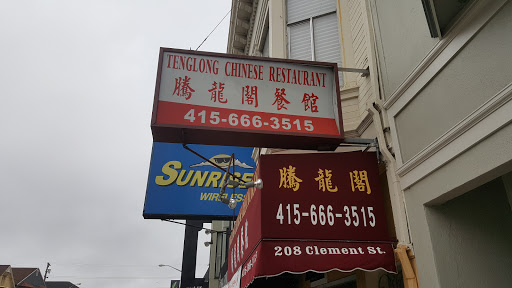 TENGLONG CHINESE RESTAURANT
騰龍閣餐馆
415-666-3515
SUNRISE
WIRELESS
騰龍閣
415-666-3515
208 Clement St.